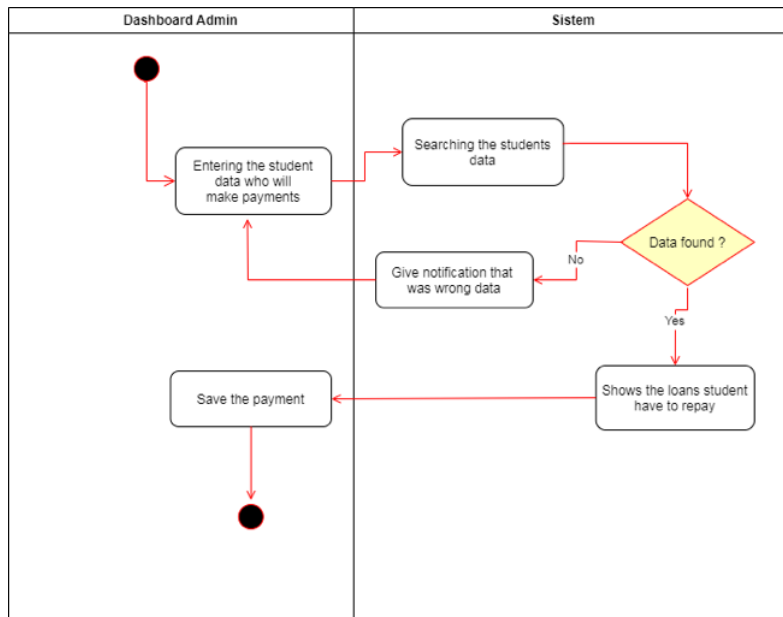 Dashboard Admin
Sistem
Entering the student
data who will
make payments
Searching the students
data
Data found ?
No
Give notification that
was wrong data
Yes
Shows the loans student
have to repay
Save the payment